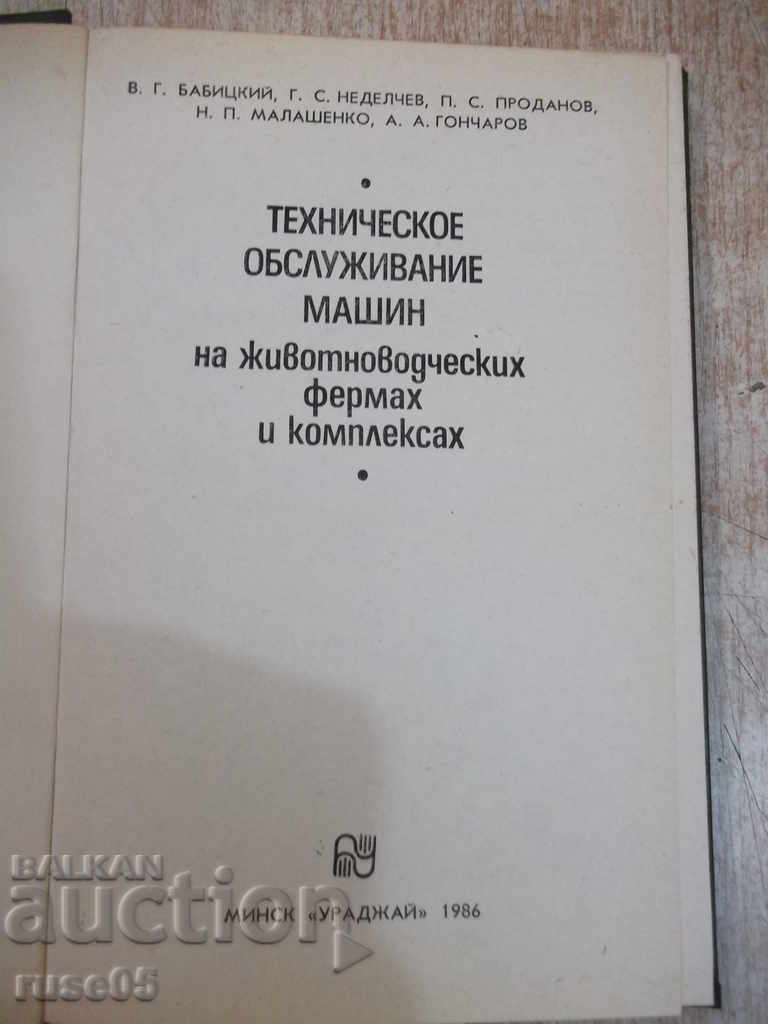 В. Г. БАБИЦКИЙ, Г. С. НЕДЕЛЧЕВ, П. С. ПРОДАНОВ,
Н. П. МАЛАШЕНКО, А. А. ГОНЧАРОВ
ТЕХНИЧЕСКОЕ
ОБСЛУЖИВАНИЕ
МАШИН
на животноводческих
фермах
и комплексах
МИНСК «УРАДЖАЙ» 1986
BALKAN
auction
ruse05